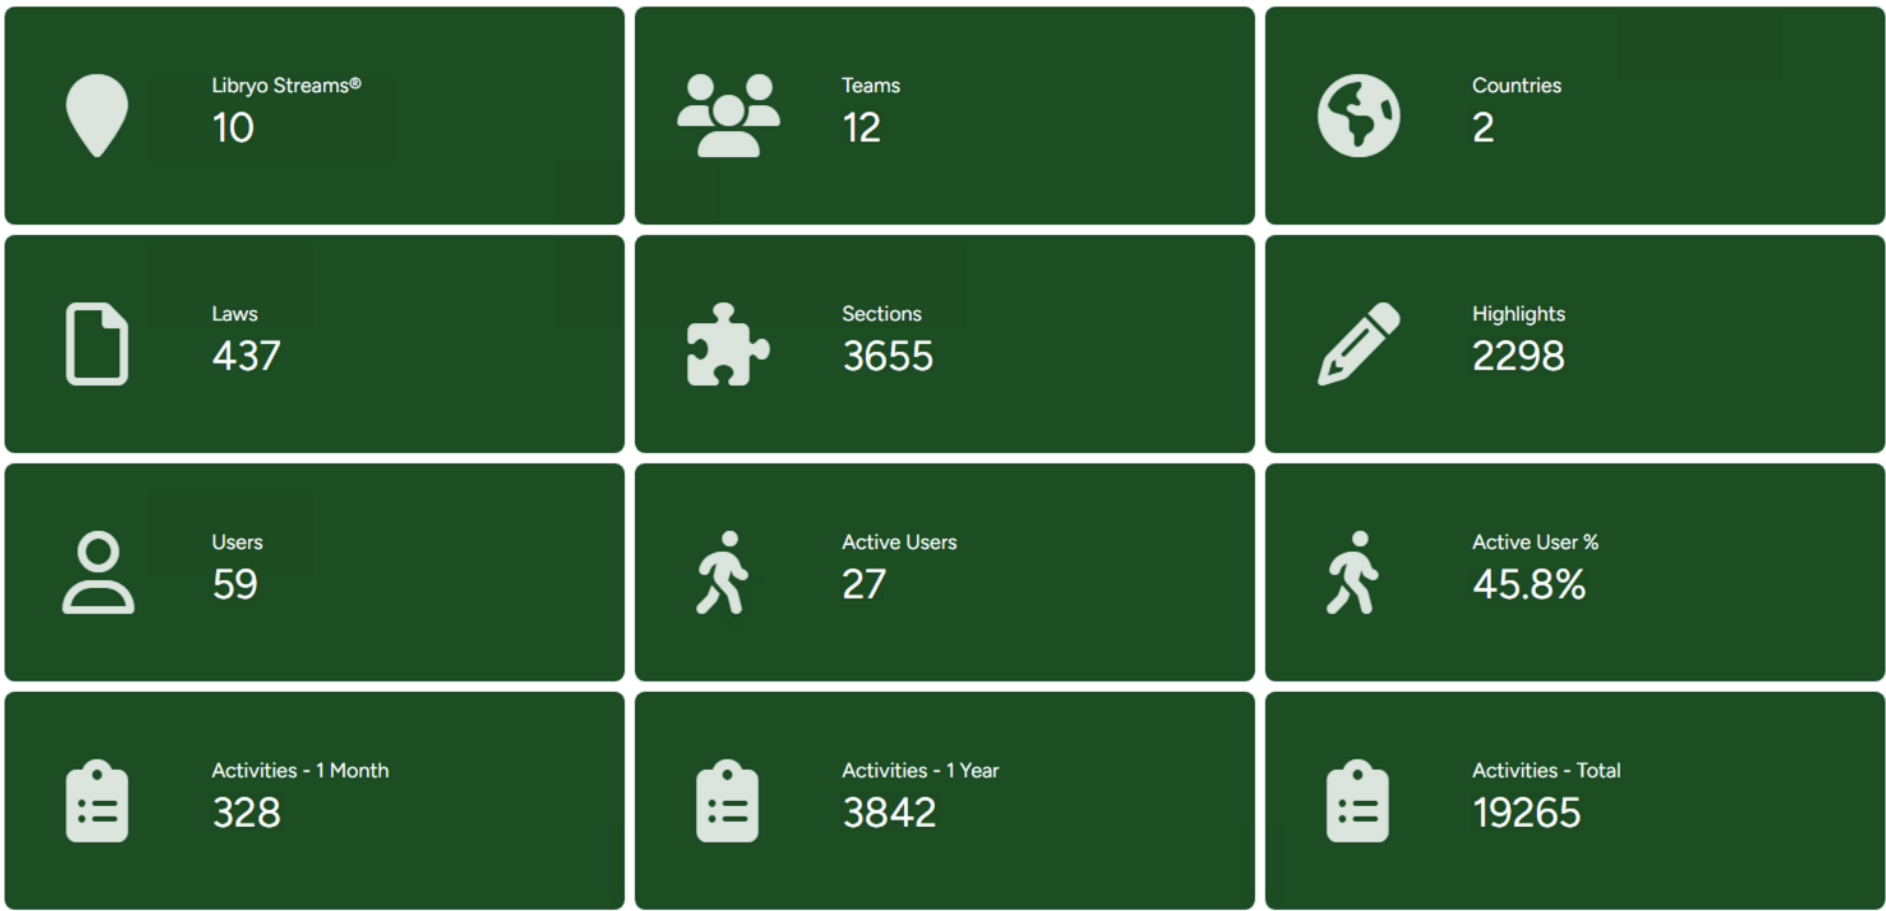 Libryo Streams®
10
Teams
12
Countries
2
Laws
437
Sections
3655
Highlights
2298
Users
59
Active Users
27
Active User %
45.8%
Activities - 1 Month
328
Activities - 1 Year
3842
Activities - Total
19265